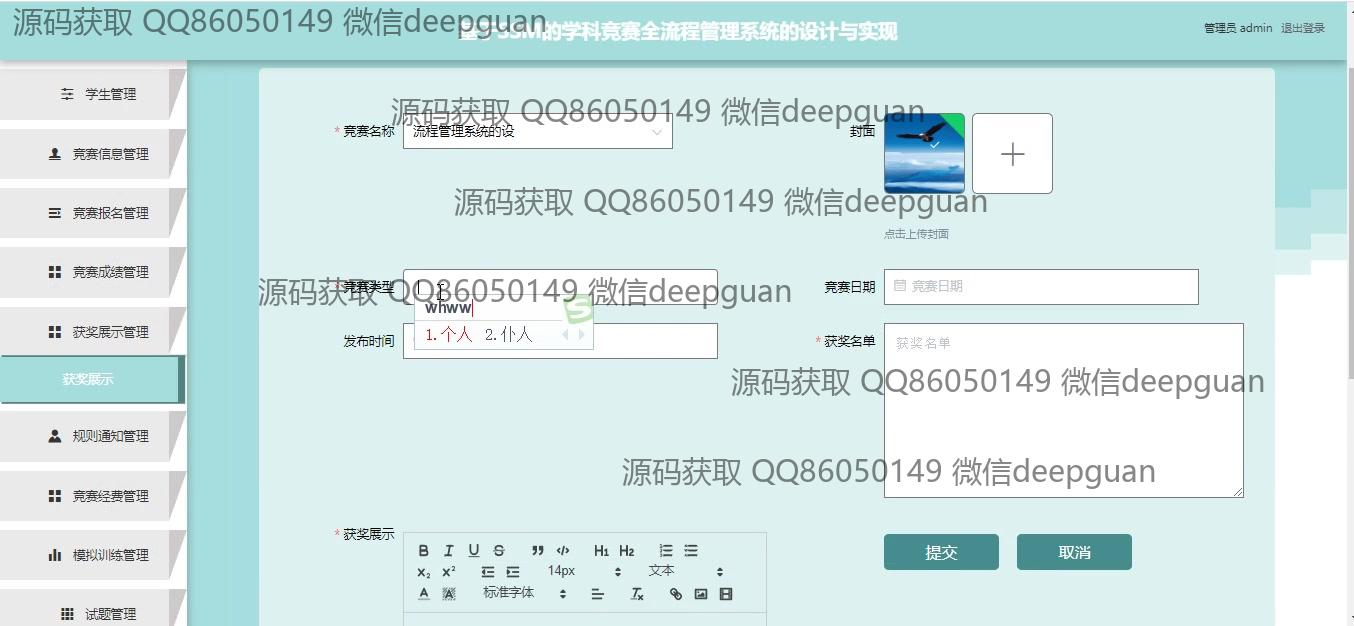 源码获取 QQ86050149 微信deepguan
基于SSM的学科竞赛全流程管理系统的设计与实现
管理员 admin 退出登录
学生管理
竞赛信息管理
竞赛报名管理
竞赛成绩管理
获奖展示管理
获奖展示
规则通知管理
竞赛经费管理
模拟训练管理
试题管理
源码获取 QQ86050149 微信deepguan
* 竞赛名称 流程管理系统的设
封面
源码获取 QQ86050149 微信deepguan
点击上传封面
源码获取 QQ86050149 微信deepguan
* 竞赛类型
竞赛日期 竞赛日期
whww
1.个人 2.仆人
发布时间
* 获奖名单 获奖名单
源码获取 QQ86050149 微信deepguan
源码获取 QQ86050149 微信deepguan
* 获奖展示
B I U S ” </> H1 H2
X2 X2 14px 文本
A A 标准字体 Tx
提交 取消